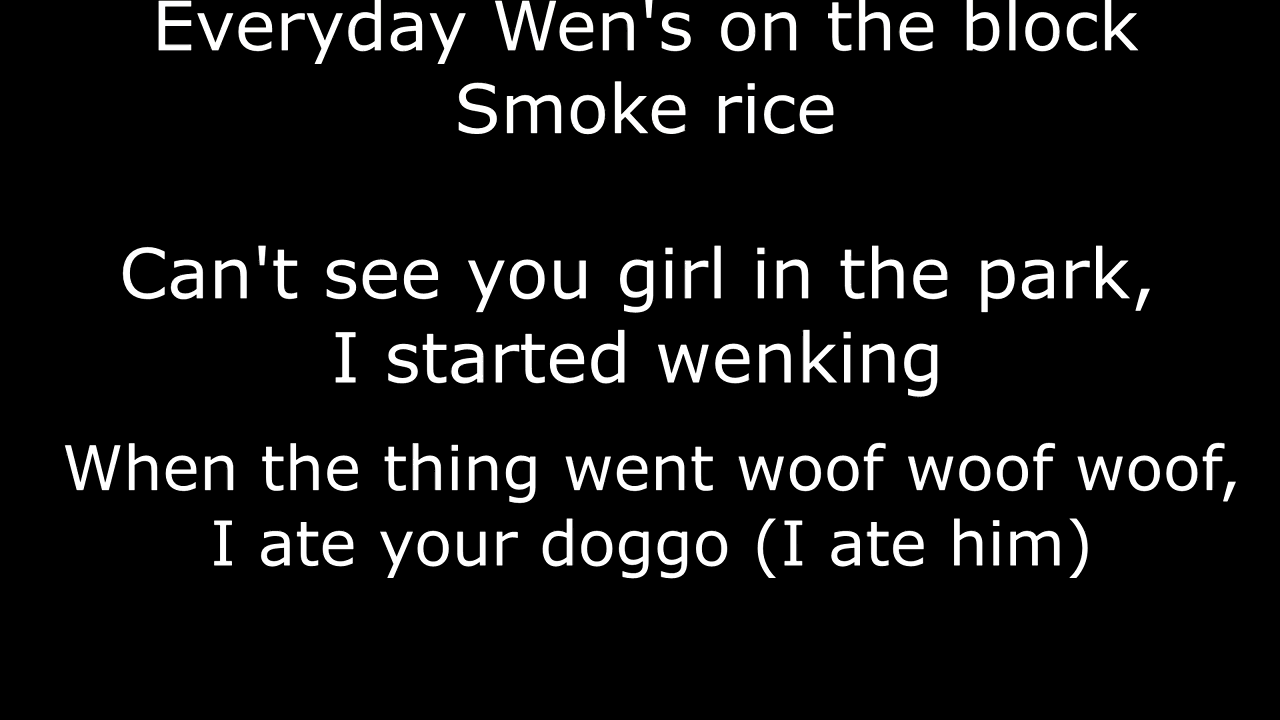 Everyday Wen's on the block
Smoke rice
Can't see you girl in the park,
I started wenking
When the thing went woof woof woof,
I ate your doggo (I ate him)